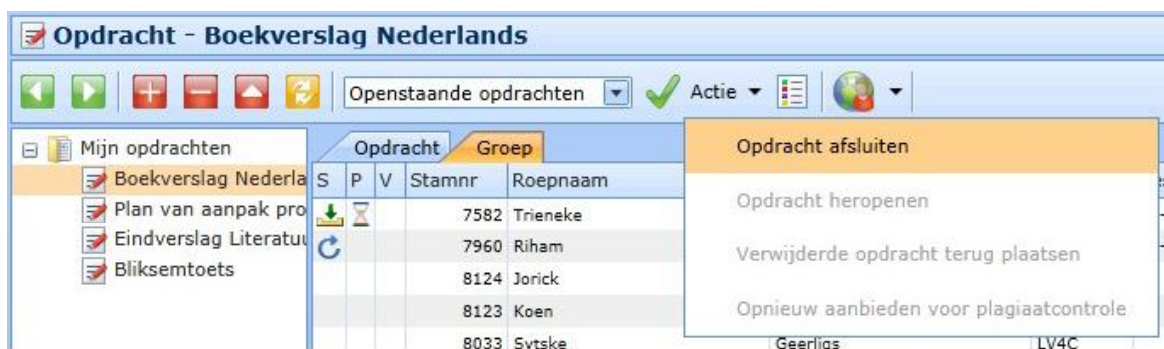 Opdracht - Boekverslag Nederlands
Openstaande opdrachten Actie
Mijn opdrachten
Boekverslag Nederla
Plan van aanpak pro
Eindverslag Literatuu
Bliksemtoets
Opdracht Groep
S P V Stamnr Roepnaam
7582 Trieneke
7960 Riham
8124 Jorick
8123 Koen
8033 Sytske Geerligs LV4C
Opdracht afsluiten
Opdracht heropenen
Verwijderde opdracht terug plaatsen
Opnieuw aanbieden voor plagiaatcontrole